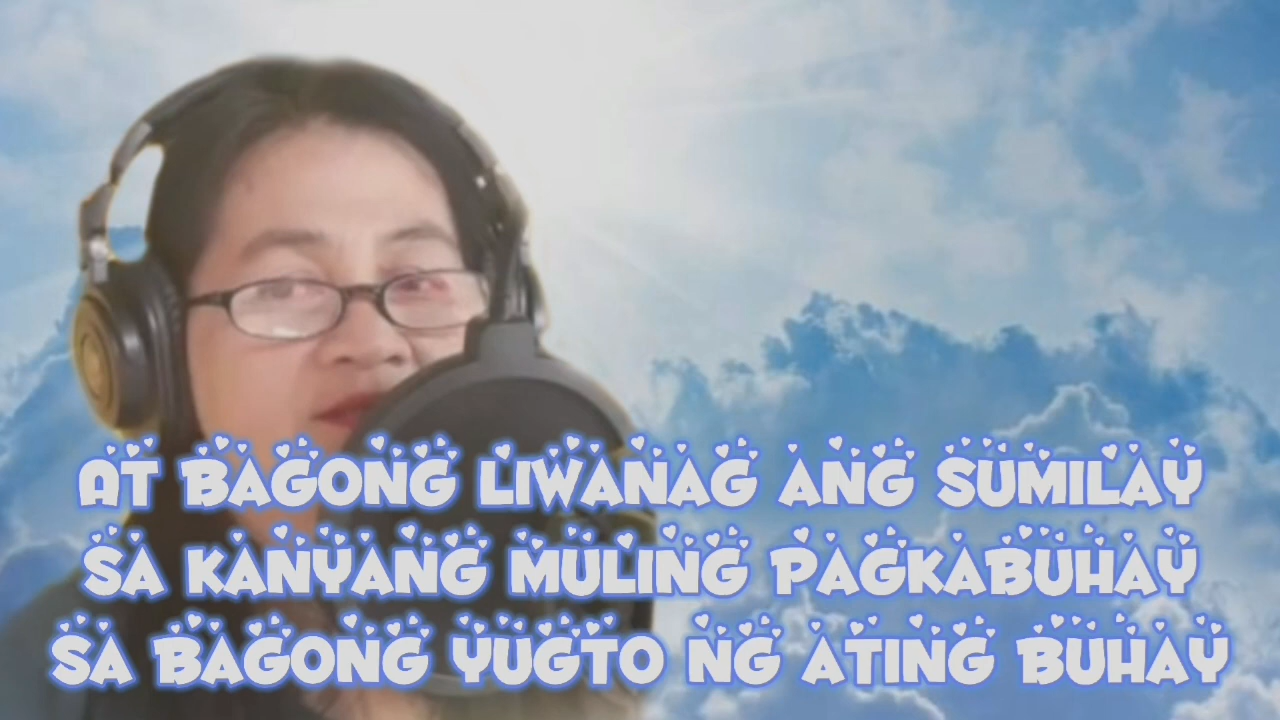 AT BAGONG LIWANAG ANG SUMILAY
SA KANYANG MULING PAGKABUHAY
SA BAGONG YUGTO NG ATING BUHAY